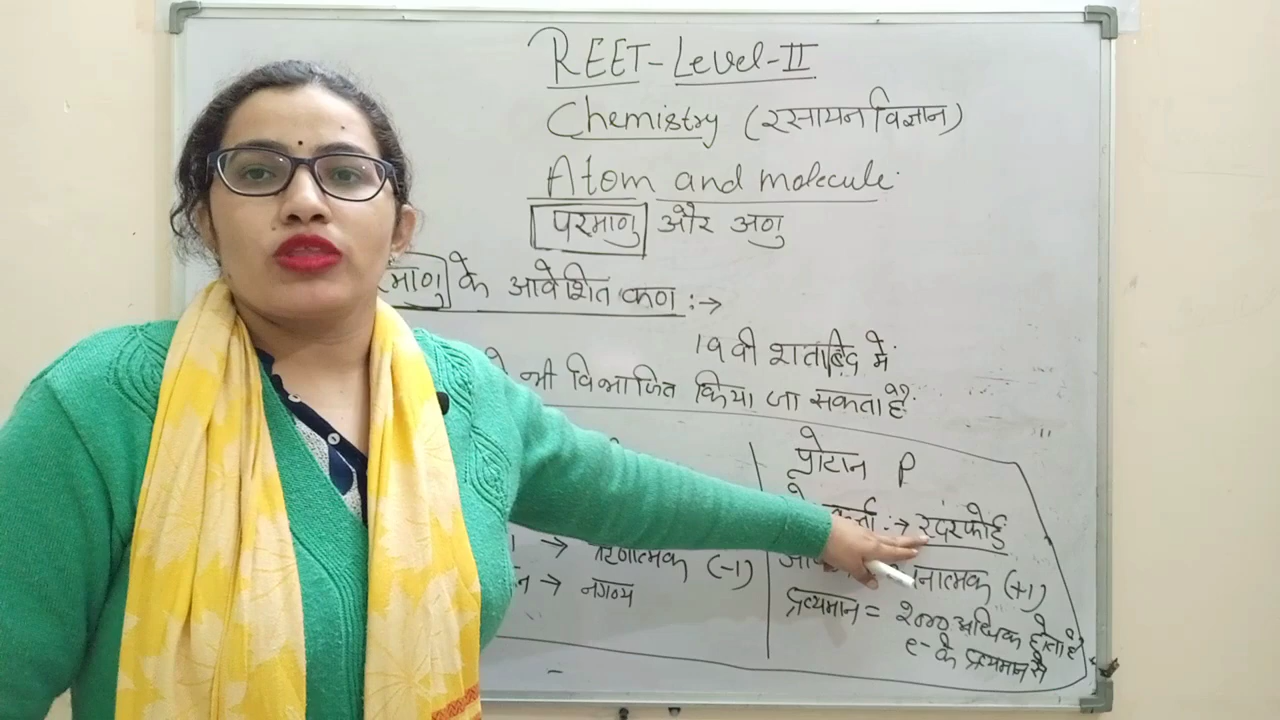 REET-Level-II
Chemistry (रसायन विज्ञान)
Atom and molecule
परमाणु और अणु
के आवेशित कण :→
19वी शताब्दि में
भी विभाजित किया जा सकता है
→ ऋणात्मक (-1)
→ नगण्य
प्रोटान P
→ रदरफोर्ड
(+1)
द्रव्यमान = 2000 अधिक होता है
e- के द्रव्यमान से